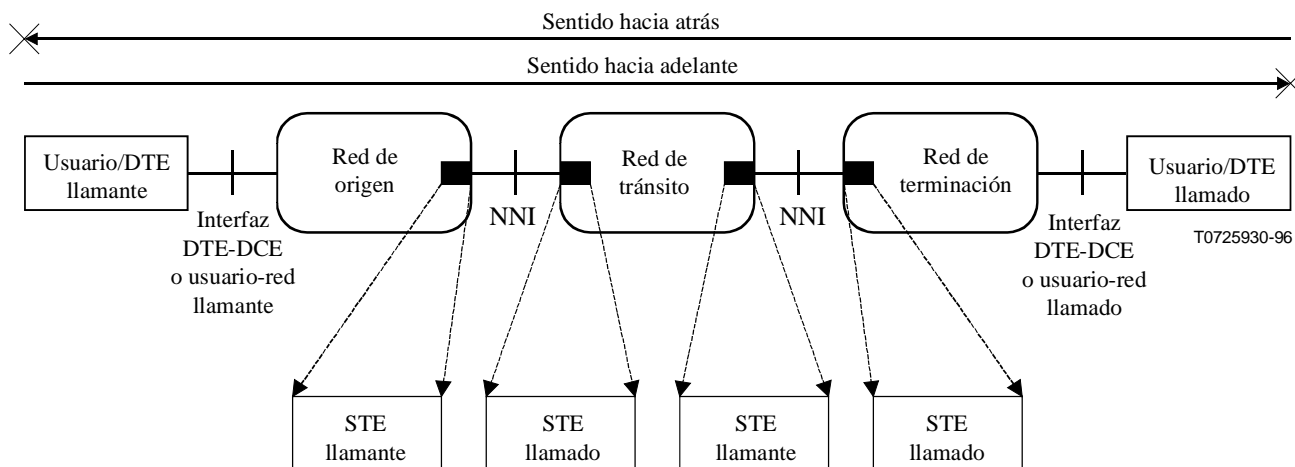 Sentido hacia atrás
Sentido hacia adelante
Usuario/DTE
llamante
Red de
origen
Red de
tránsito
Red de
terminación
Usuario/DTE
llamado
NNI
NNI
T0725930-96
Interfaz
DTE-DCE
o usuario-red
llamante
Interfaz
DTE-DCE
o usuario-red
llamado
STE
llamante
STE
llamado
STE
llamante
STE
llamado